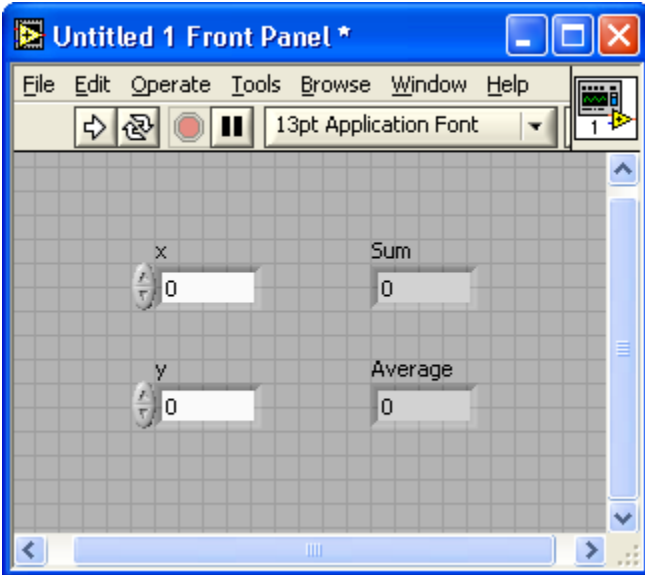 Untitled 1 Front Panel *
File Edit Operate Tools Browse Window Help
13pt Application Font
1
x
Sum
0
0
y
Average
0
0